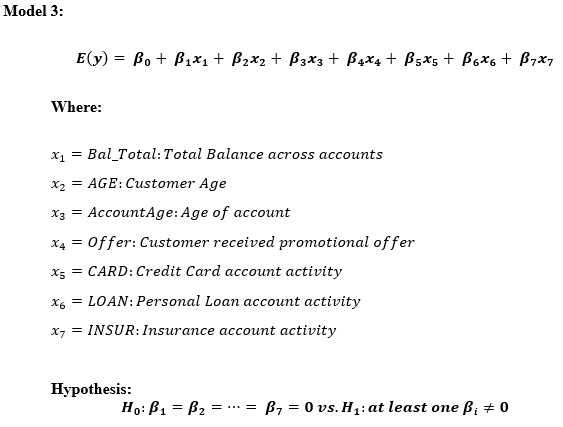 Model 3:
E(y) = β₀ + β₁x₁ + β₂x₂ + β₃x₃ + β₄x₄ + β₅x₅ + β₆x₆ + β₇x₇
Where:
x₁ = Bal_Total: Total Balance across accounts
x₂ = AGE: Customer Age
x₃ = AccountAge: Age of account
x₄ = Offer: Customer received promotional offer
x₅ = CARD: Credit Card account activity
x₆ = LOAN: Personal Loan account activity
x₇ = INSUR: Insurance account activity
Hypothesis:
H₀: β₁ = β₂ = ⋯ = β₇ = 0 vs. H₁: at least one βᵢ ≠ 0